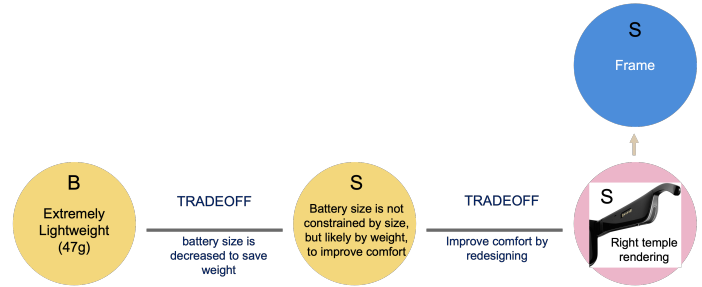 S
Frame
B
Extremely
Lightweight
(47g)
TRADEOFF
battery size is
decreased to save
weight
S
Battery size is not
constrained by size,
but likely by weight,
to improve comfort
TRADEOFF
Improve comfort by
redesigning
S
Right temple
rendering